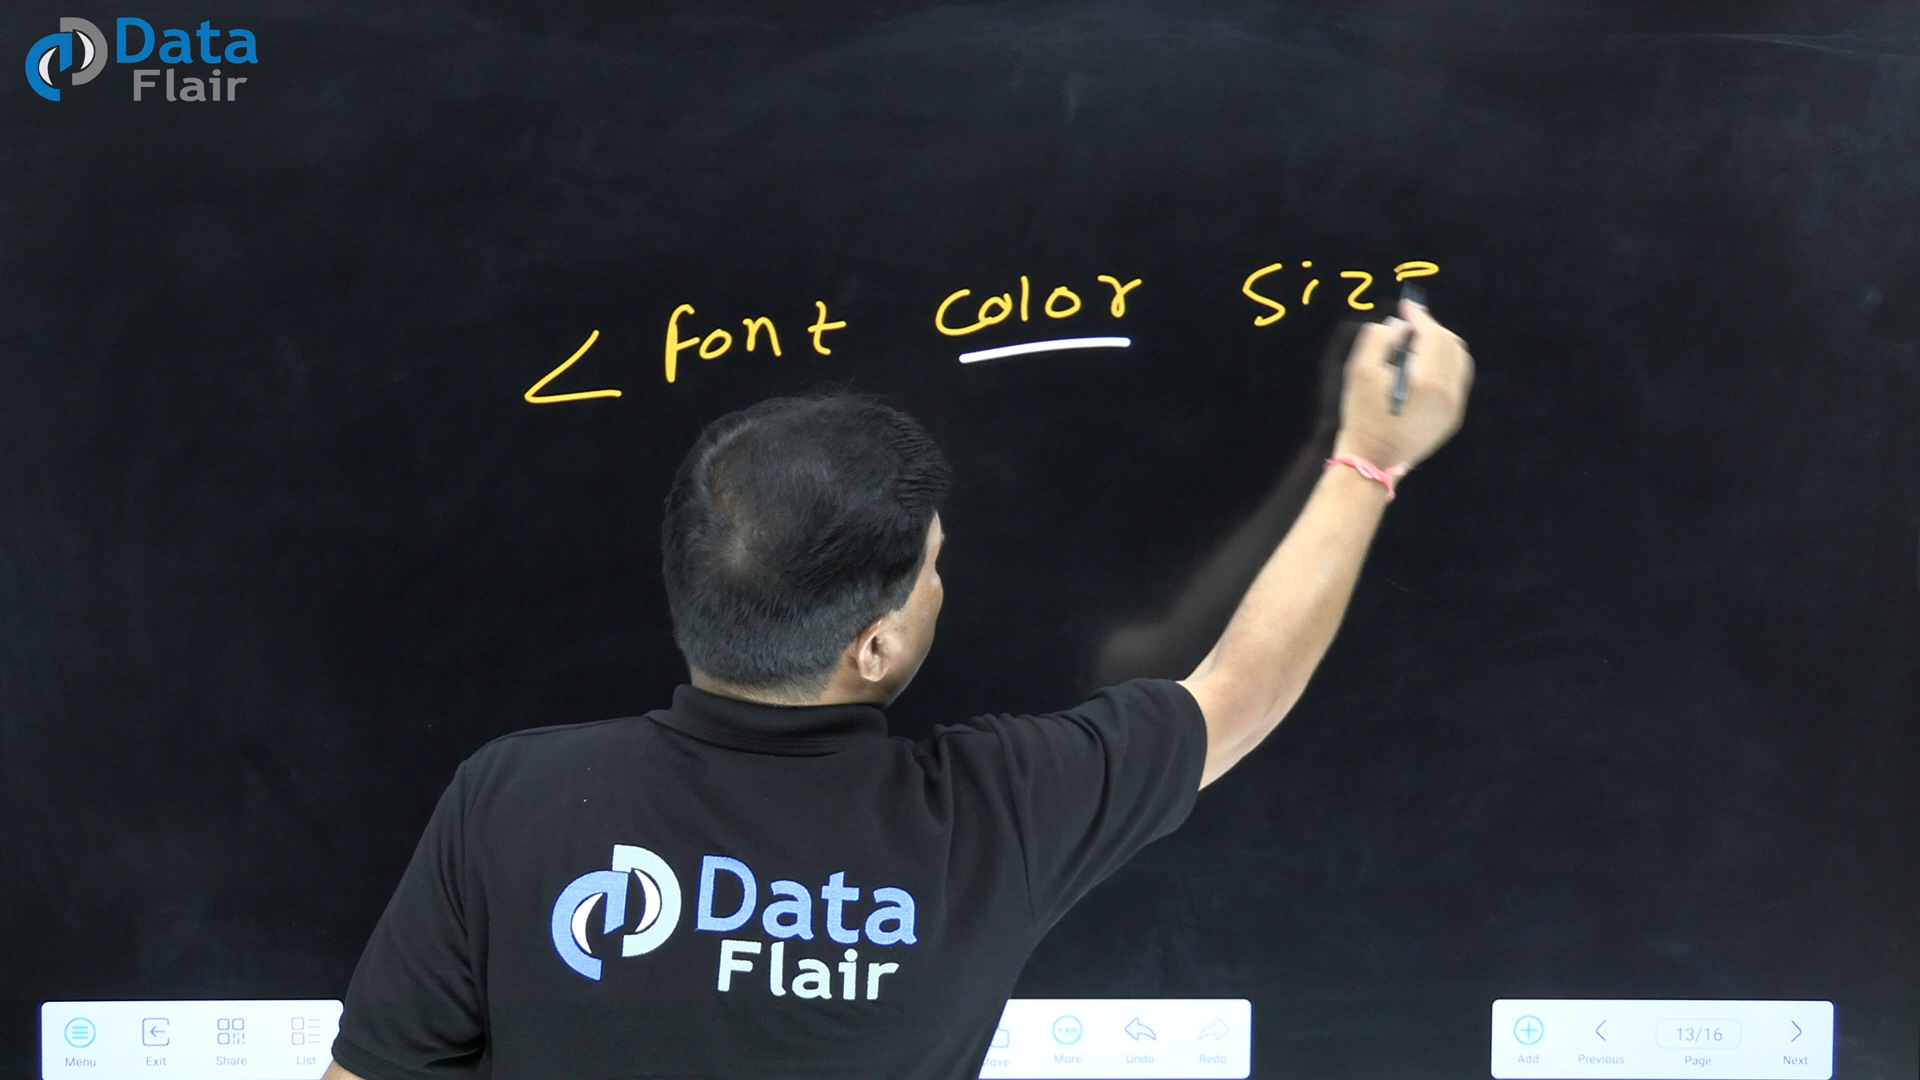 Data
Flair
< font color size
Data
Flair
Menu
Exit
Share
List
More
Undo
Redo
Add
Previous
13/16
Page
Next